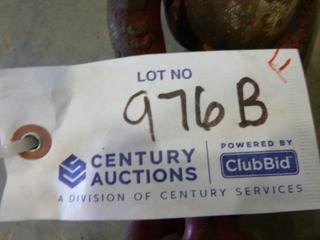 LOT NO
976B
CENTURY AUCTIONS
POWERED BY
ClubBid
A DIVISION OF CENTURY SERVICES